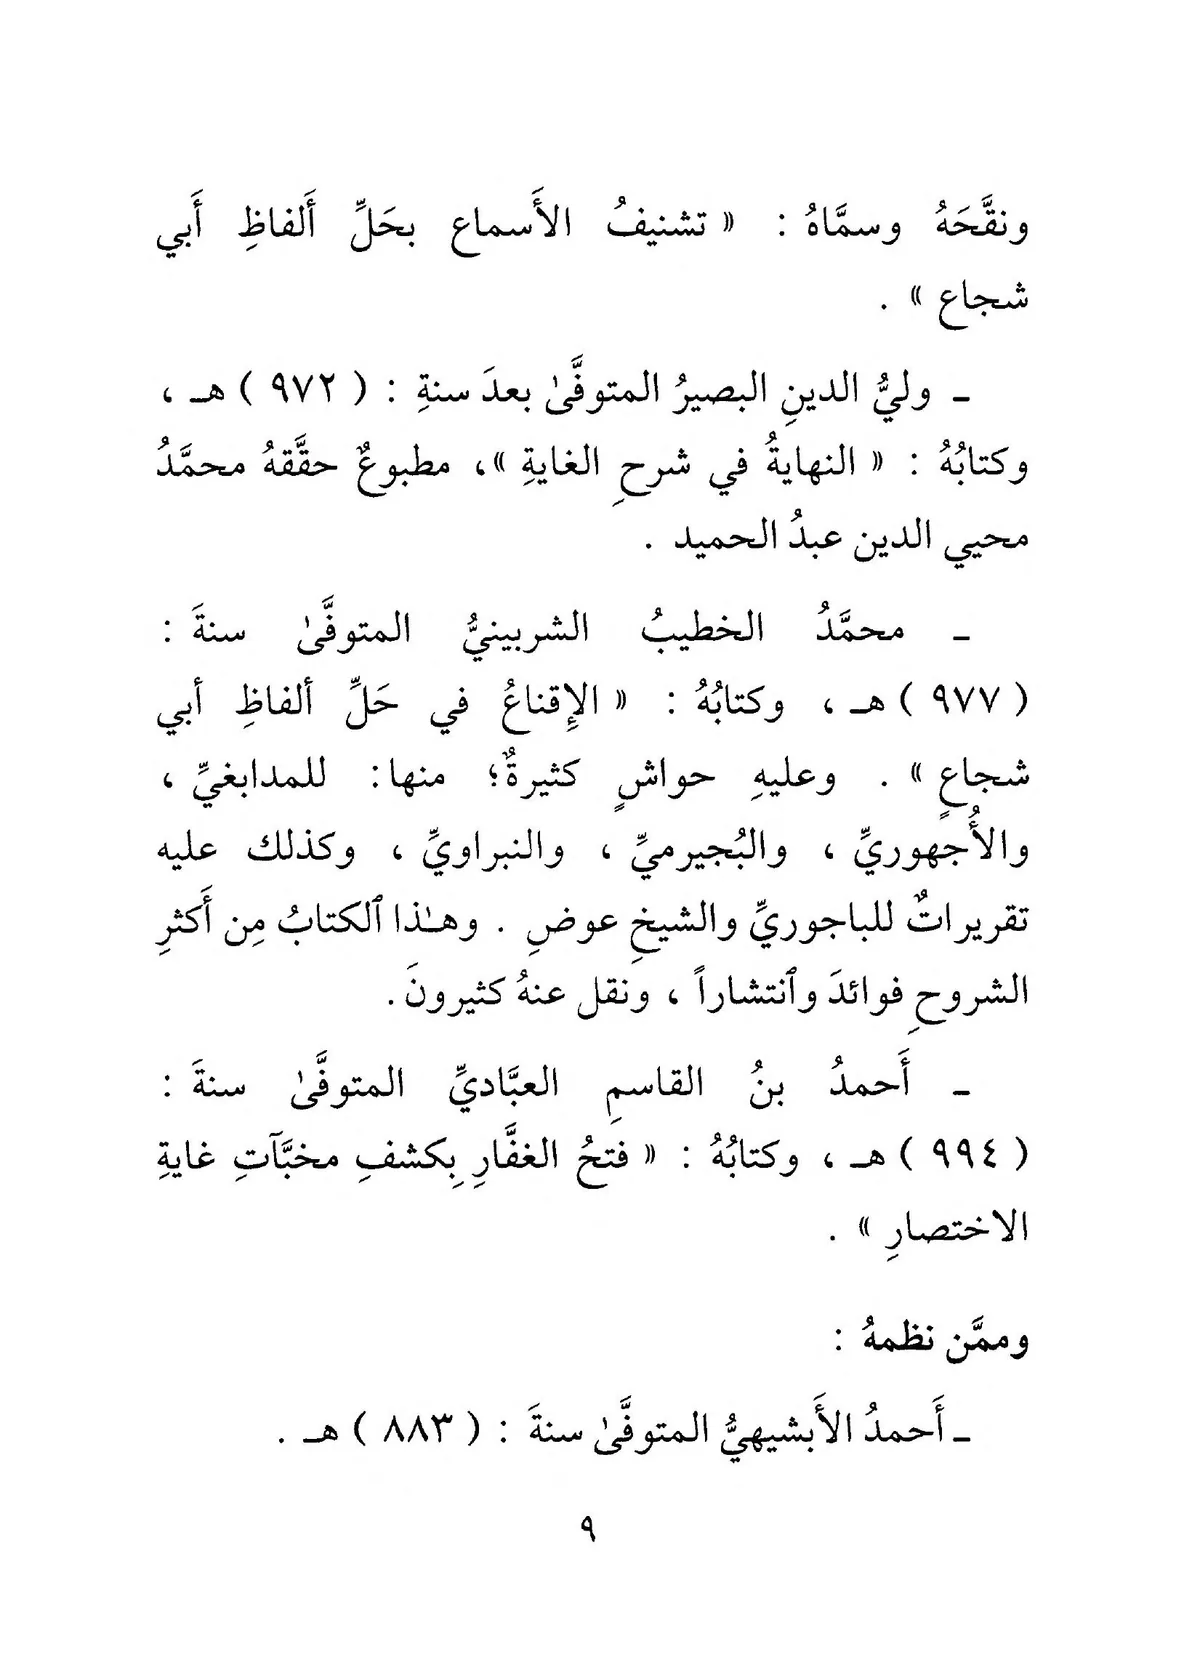 ونقَّحَهُ وسمَّاهُ : « تشنيفُ الأَسماع بحَلِّ أَلفاظِ أَبي
شجاع » .
ـ وليُّ الدينِ البصيرُ المتوفَّىٰ بعدَ سنةِ : ( ٩٧٢ ) هـ ،
وكتابُهُ : « النهايةُ في شرحِ الغايةِ »، مطبوعٌ حقَّقهُ محمَّدُ
محيي الدين عبدُ الحميد .
ـ محمَّدُ الخطيبُ الشربينيُّ المتوفَّىٰ سنةَ :
( ٩٧٧ ) هـ ، وكتابُهُ : « الإِقناعُ في حَلِّ ألفاظِ أبي
شجاعٍ » . وعليهِ حواشٍ كثيرةٌ؛ منها: للمدابغيِّ ،
والأُجهوريِّ ، والبُجيرميِّ ، والنبراويِّ ، وكذلك عليه
تقريراتٌ للباجوريِّ والشيخِ عوضِ . وهـٰذا ٱلكتابُ مِن أَكثرِ
الشروحِ فوائدَ وٱنتشاراً ، ونقل عنهُ كثيرونَ .
ـ أَحمدُ بنُ القاسمِ العبَّاديِّ المتوفَّىٰ سنةَ :
( ٩٩٤ ) هـ ، وكتابُهُ : « فتحُ الغفَّارِ بِكشفِ مخبَّآتِ غايةِ
الاختصارِ » .
وممَّن نظمهُ :
ـ أَحمدُ الأَبشيهيُّ المتوفَّىٰ سنةَ : ( ٨٨٣ ) هـ .
٩